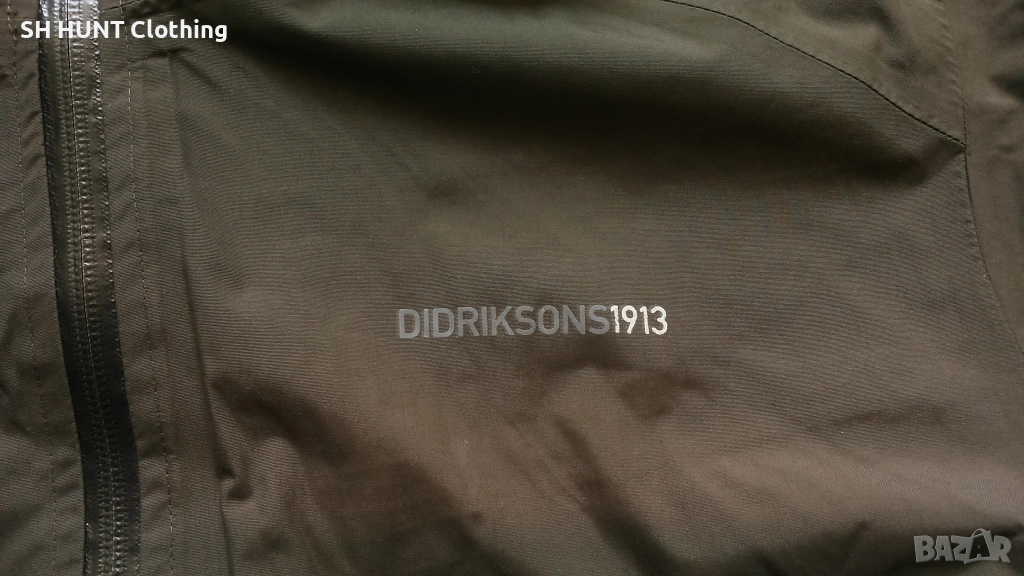 SH HUNT Clothing
DIDRIKSONS1913
BAZAR